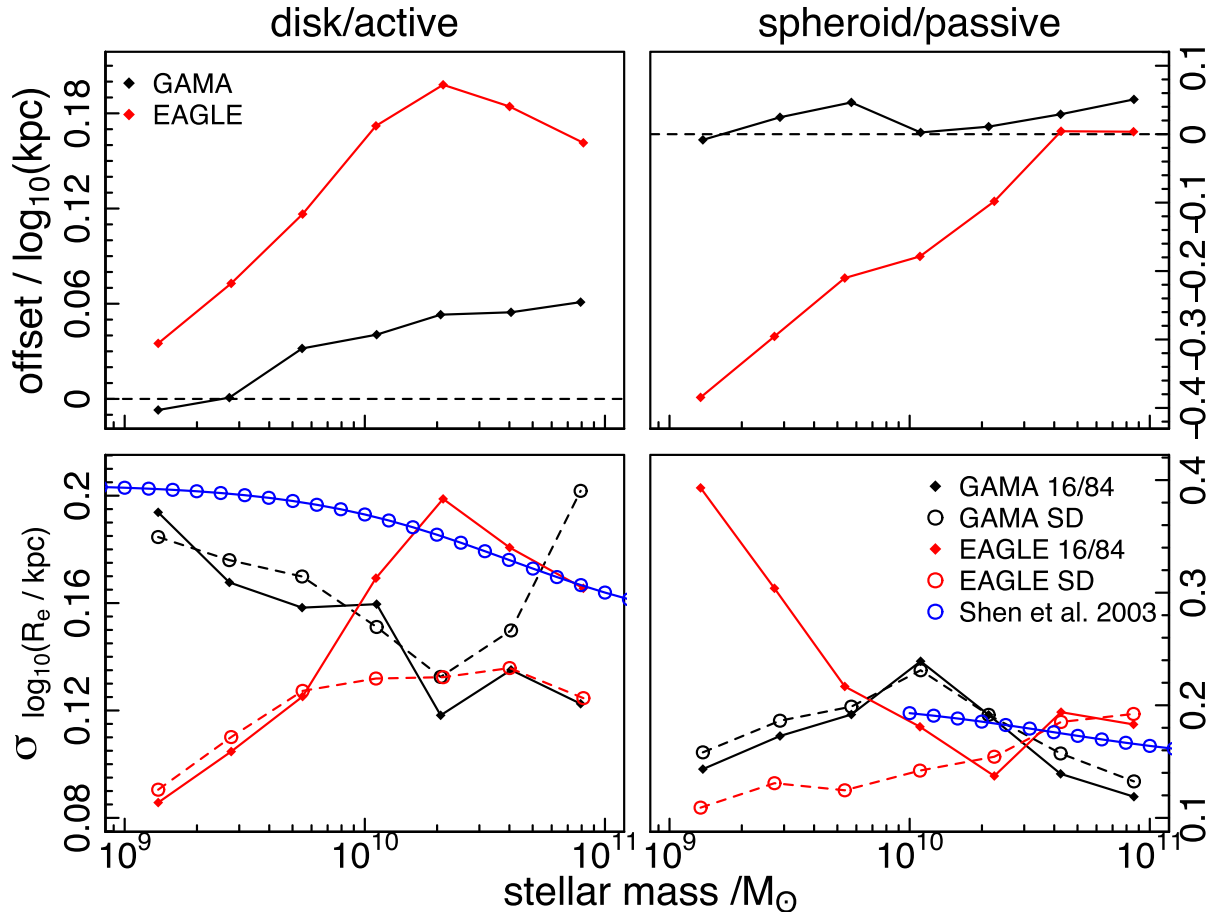 disk/active
spheroid/passive
offset / log10(kpc)
0 0.06 0.12 0.18
GAMA
EAGLE
−0.4 −0.3 −0.2 −0.1 0 0.1
σ log10(Re / kpc)
0.08 0.12 0.16 0.2
GAMA 16/84
GAMA SD
EAGLE 16/84
EAGLE SD
Shen et al. 2003
0.1 0.2 0.3 0.4
10⁹ 10¹⁰ 10¹¹
10⁹ 10¹⁰ 10¹¹
stellar mass /M⊙